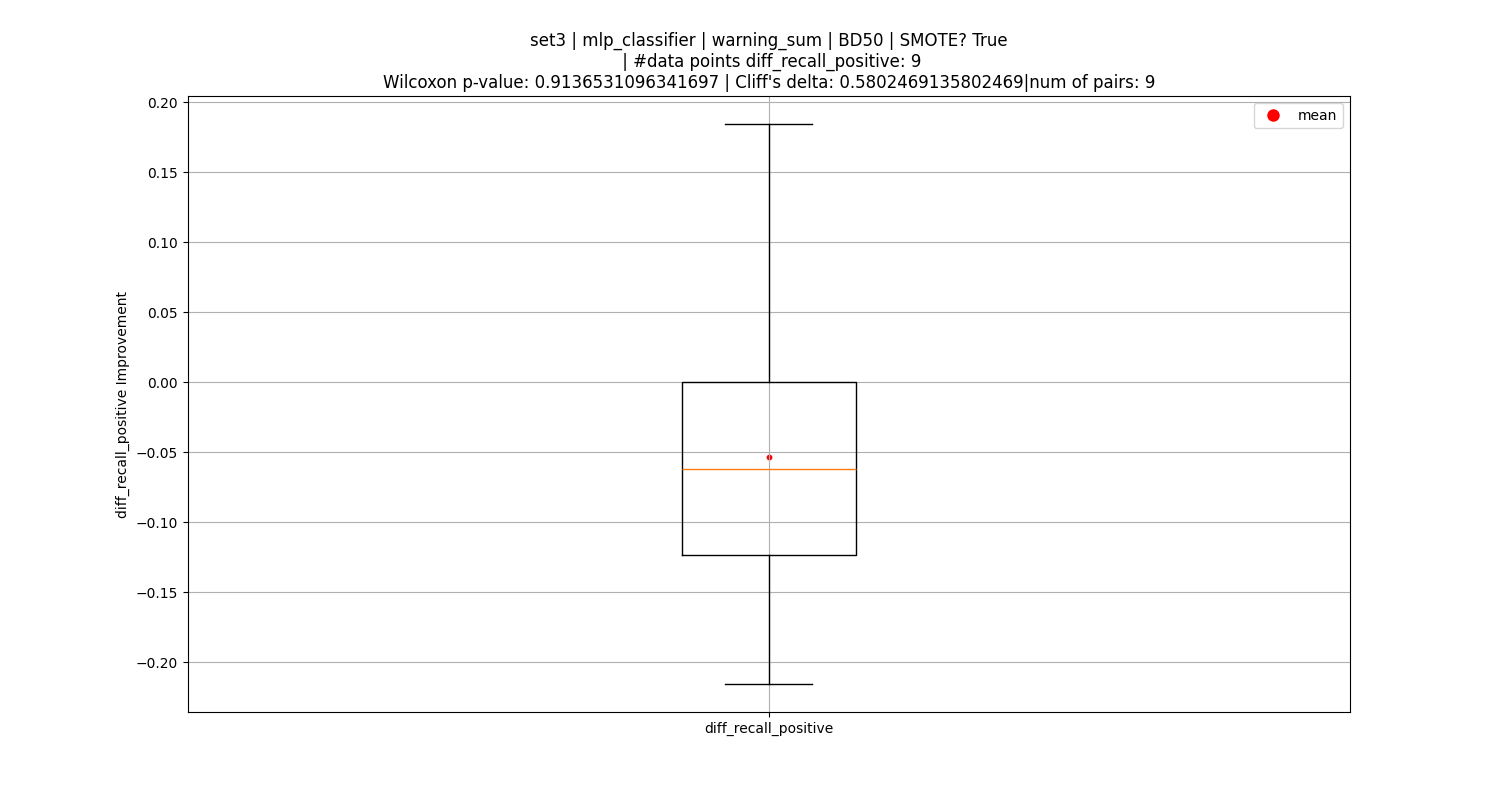 set3 | mlp_classifier | warning_sum | BD50 | SMOTE? True
| #data points diff_recall_positive: 9
Wilcoxon p-value: 0.9136531096341697 | Cliff's delta: 0.5802469135802469|num of pairs: 9
mean
0.20
0.15
0.10
0.05
0.00
−0.05
−0.10
−0.15
−0.20
diff_recall_positive Improvement
diff_recall_positive